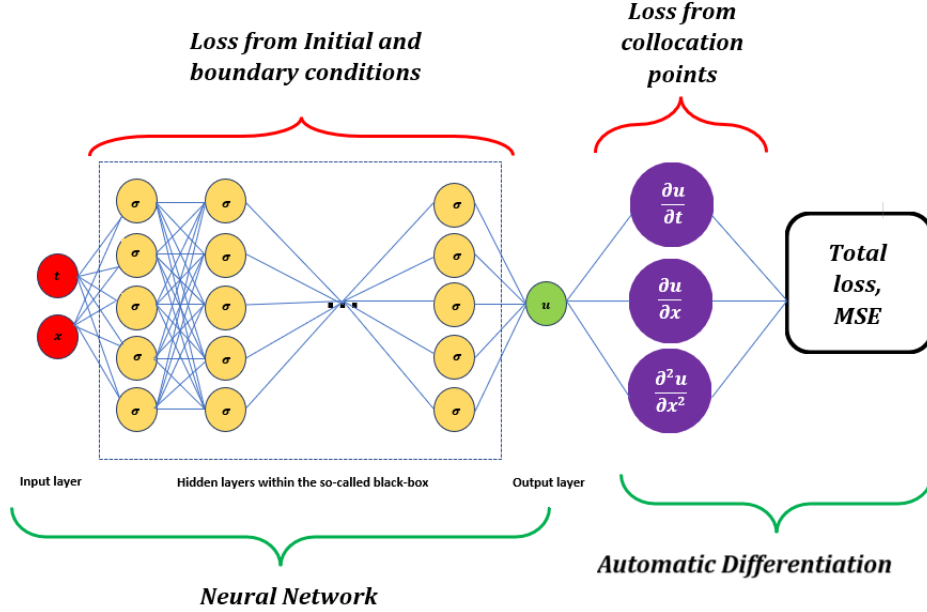 Loss from Initial and
boundary conditions
Loss from
collocation
points
σ σ σ
σ σ σ
σ σ σ
σ σ σ
σ σ σ
t
x
...
u
∂u
∂t
∂u
∂x
∂²u
∂x²
Total
loss,
MSE
Input layer
Hidden layers within the so-called black-box
Output layer
Neural Network
Automatic Differentiation